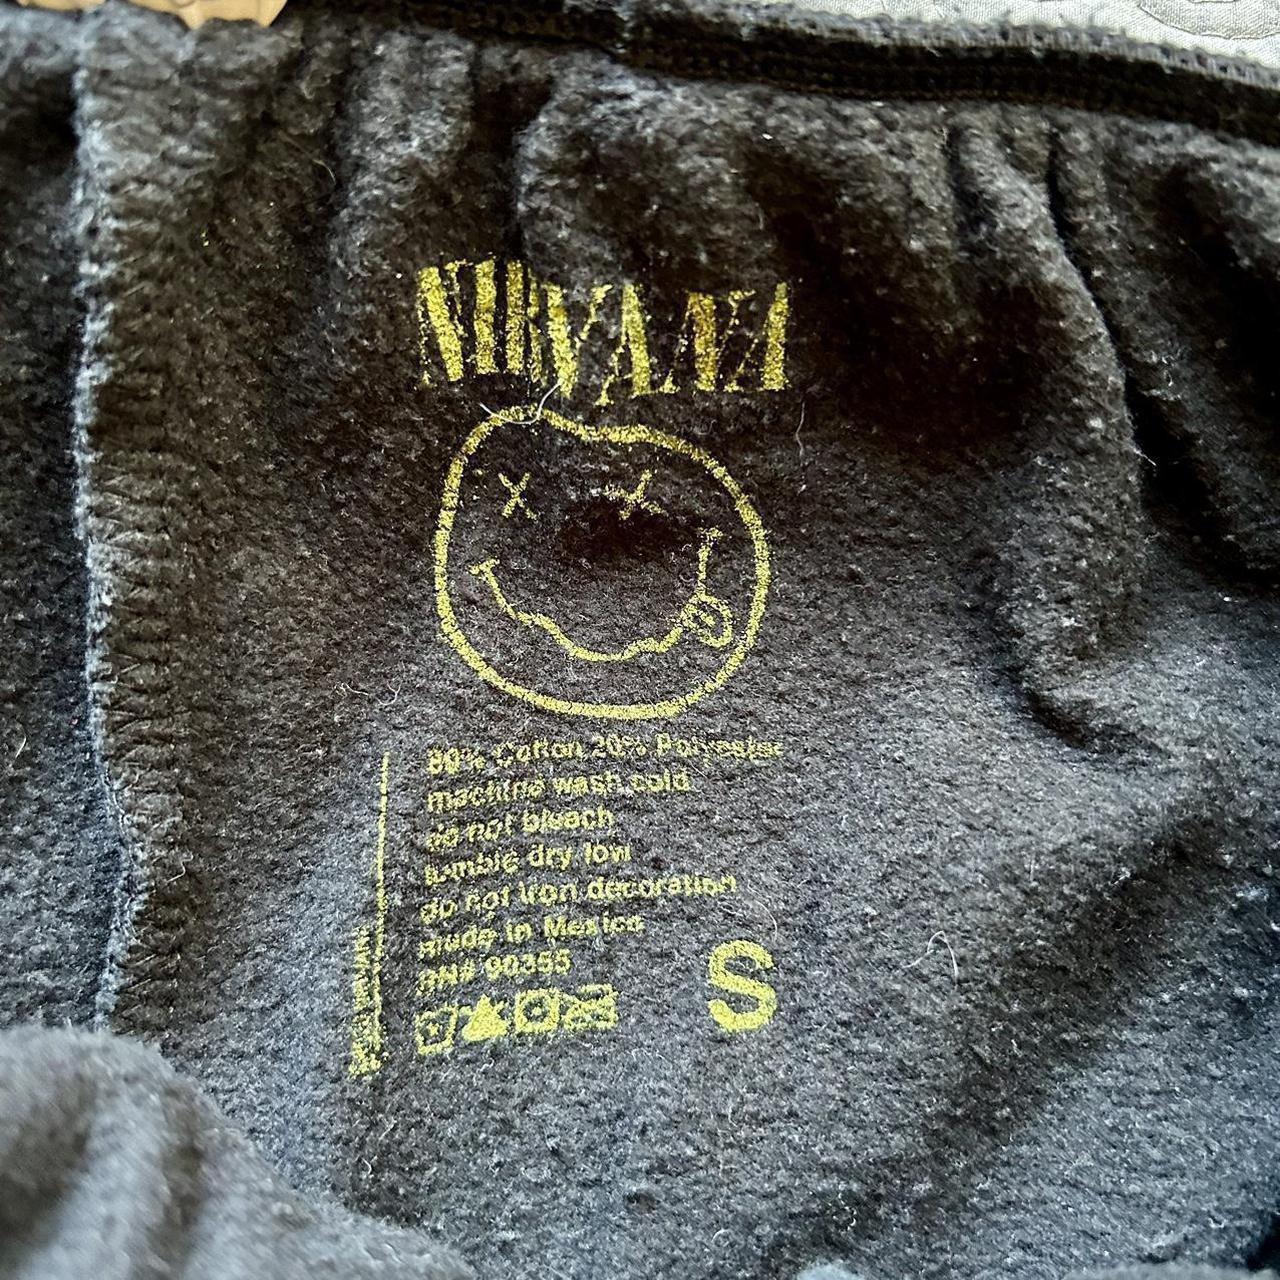 NIRVANA
80% Cotton 20% Polyester
machine wash cold
do not bleach
tumble dry low
do not iron decoration
made in Mexico
RN# 90355
S